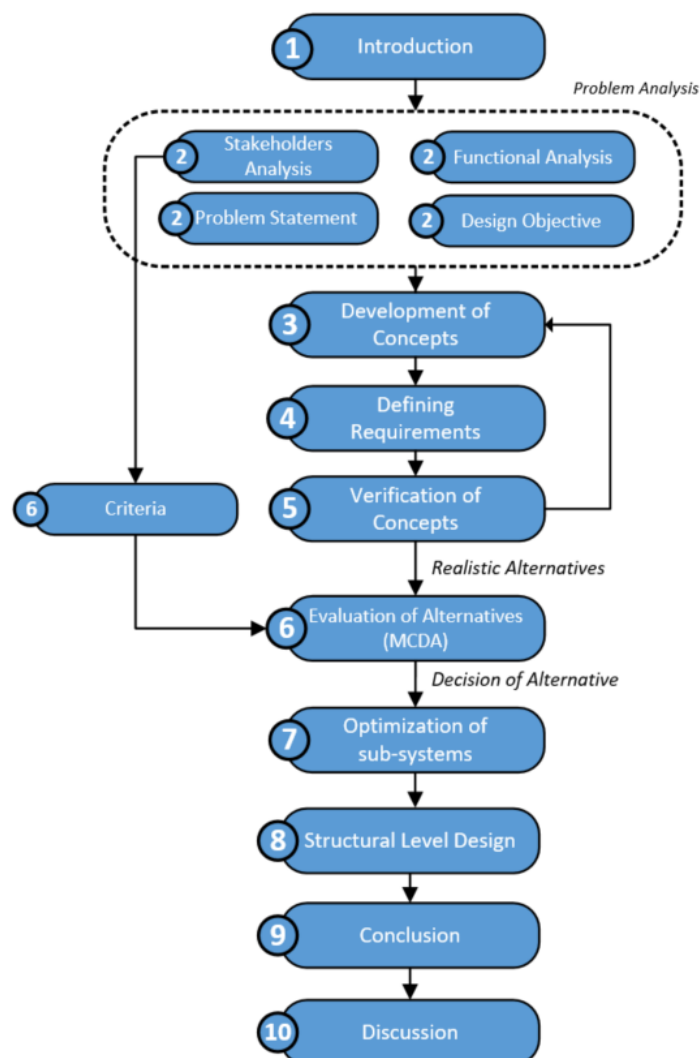 1
Introduction
Problem Analysis
2
Stakeholders
Analysis
2
Functional Analysis
2
Problem Statement
2
Design Objective
3
Development of
Concepts
4
Defining
Requirements
5
Verification of
Concepts
6
Criteria
Realistic Alternatives
6
Evaluation of Alternatives
(MCDA)
Decision of Alternative
7
Optimization of
sub-systems
8
Structural Level Design
9
Conclusion
10
Discussion